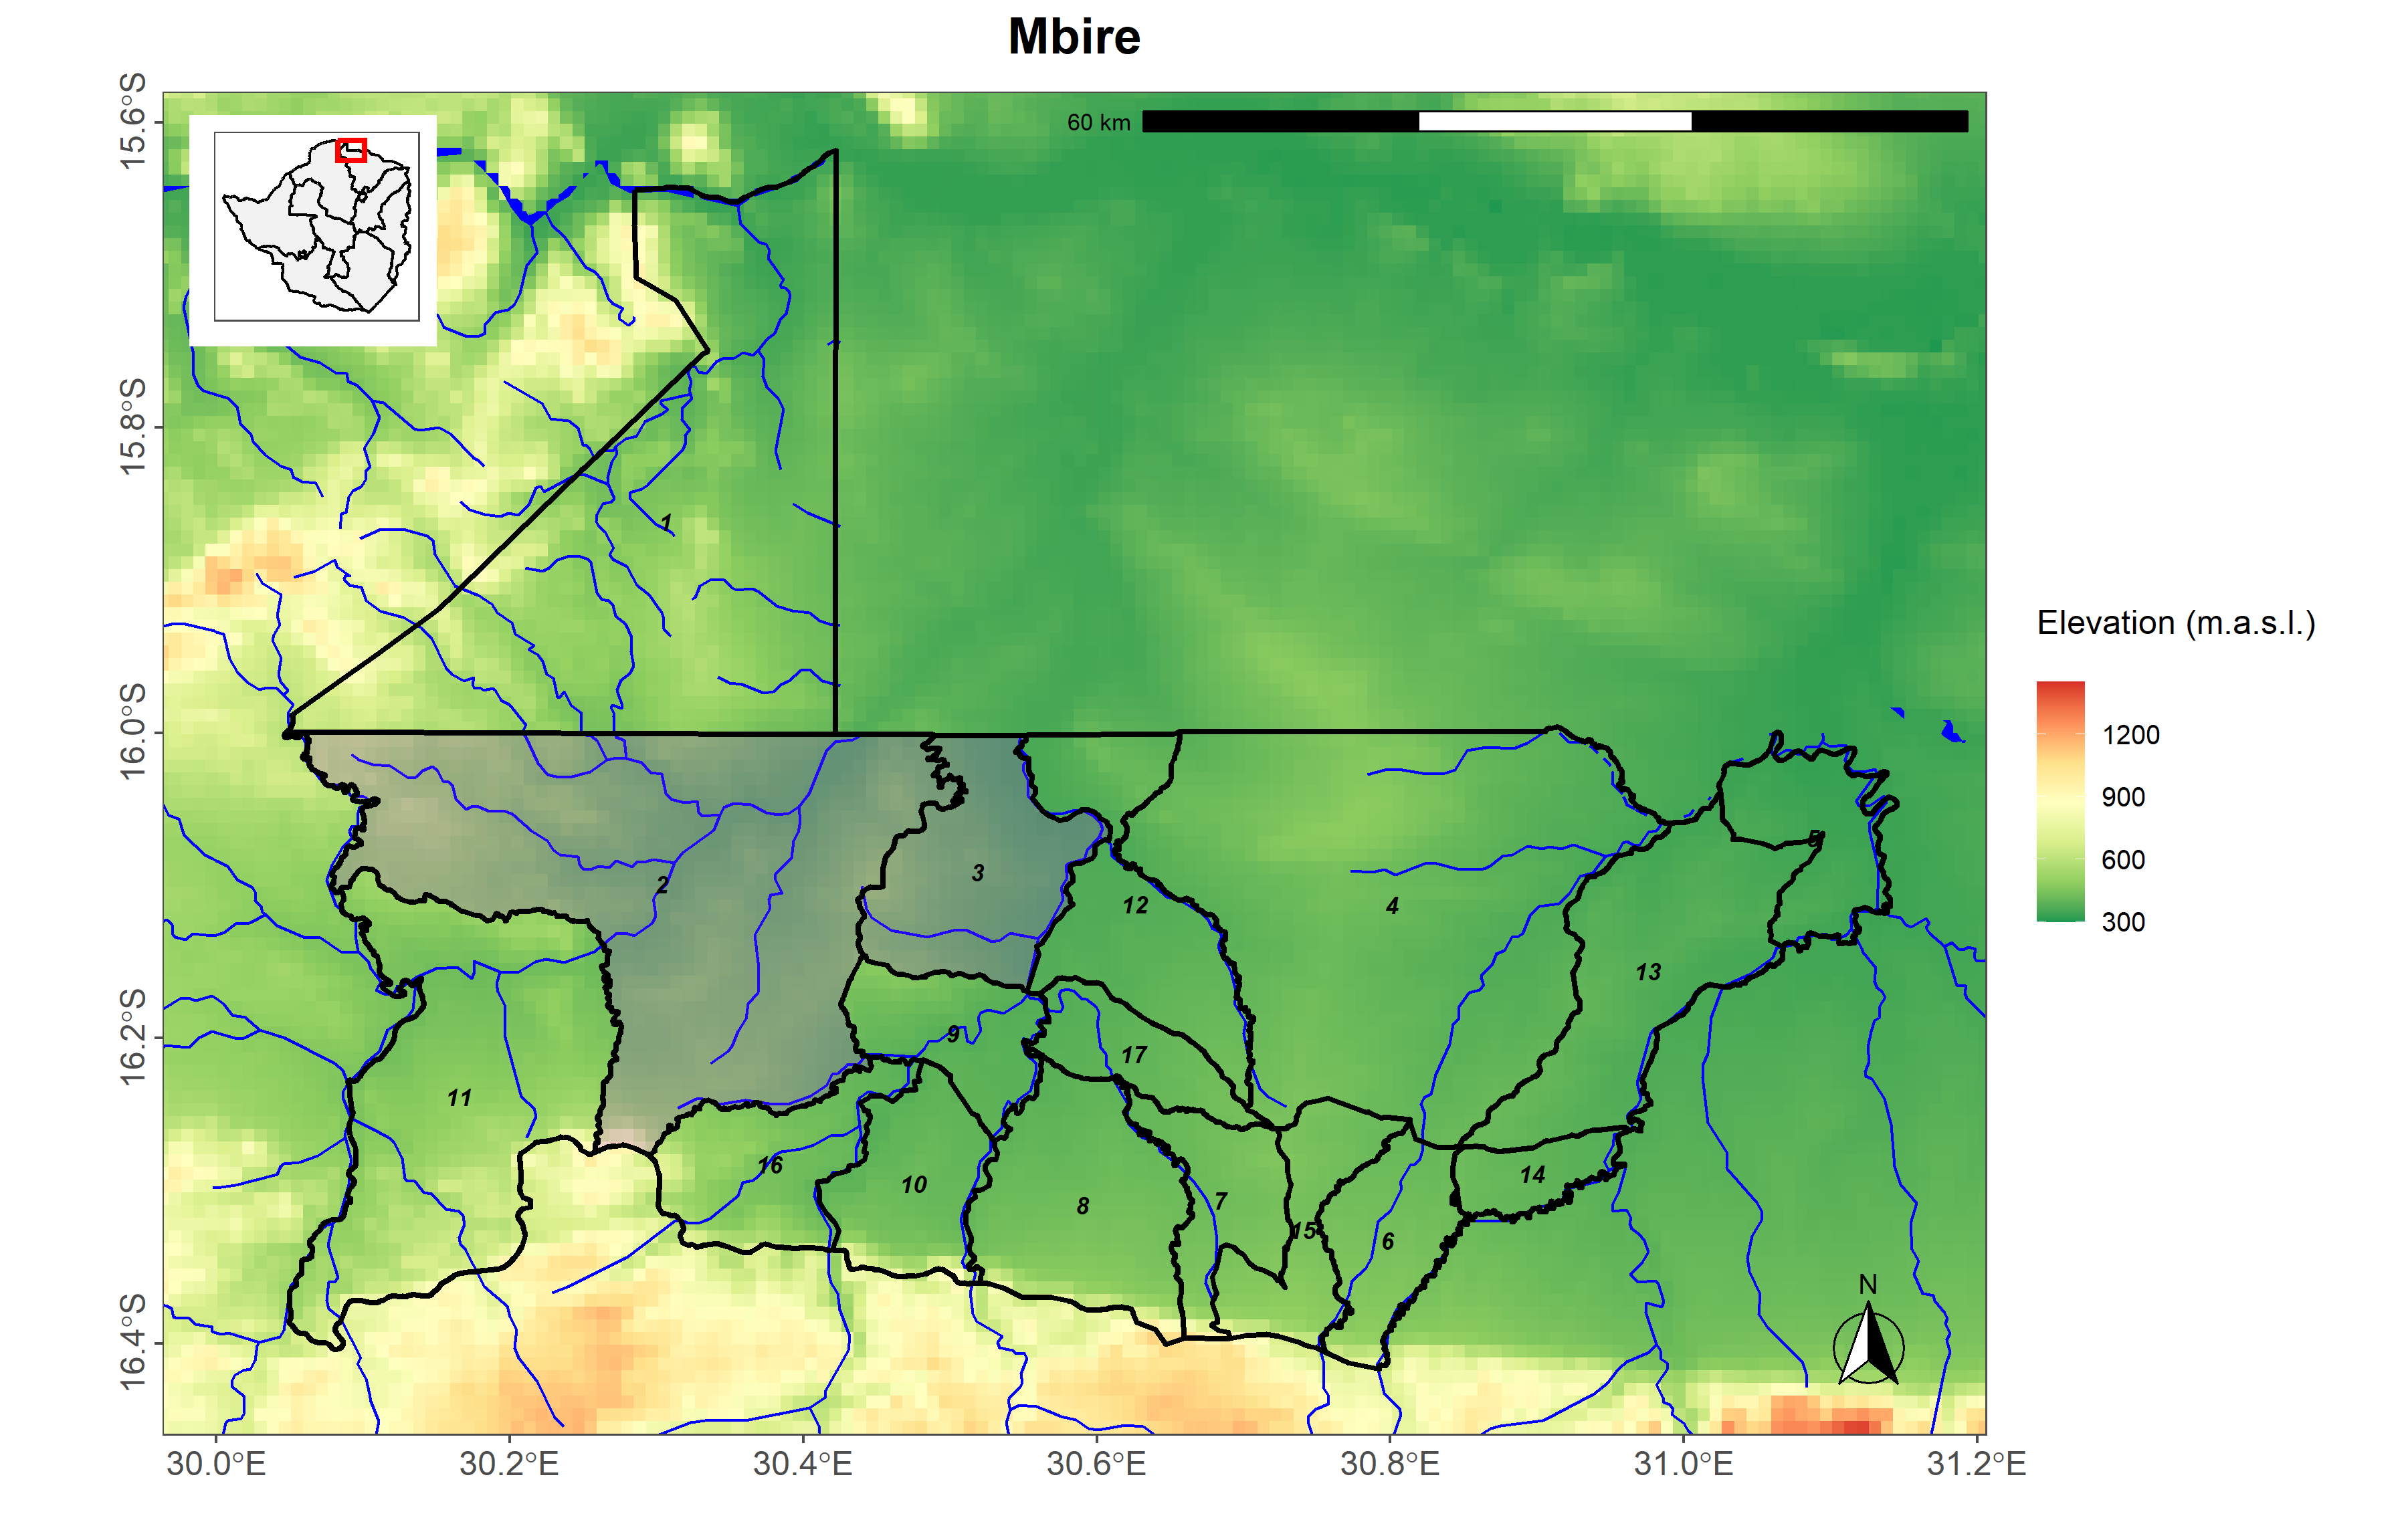 Mbire
60 km
15.6°S
15.8°S
16.0°S
16.2°S
16.4°S
1
2
3
4
5
12
13
9
17
11
16
10
8
7
15
6
14
N
30.0°E
30.2°E
30.4°E
30.6°E
30.8°E
31.0°E
31.2°E
Elevation (m.a.s.l.)
1200
900
600
300